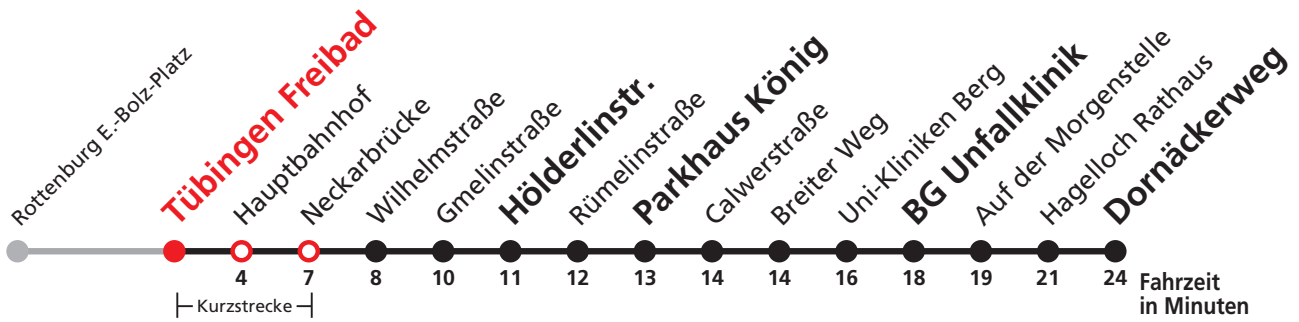 Rottenburg E.-Bolz-Platz
Tübingen Freibad
Hauptbahnhof
Neckarbrücke
Wilhelmstraße
Gmelinstraße
Hölderlinstr.
Rümelinstraße
Parkhaus König
Calwerstraße
Breiter Weg
Uni-Kliniken Berg
BG Unfallklinik
Auf der Morgenstelle
Hagelloch Rathaus
Dornäckerweg
4 7 8 10 11 12 13 14 14 16 18 19 21 24 Fahrzeit
in Minuten
Kurzstrecke